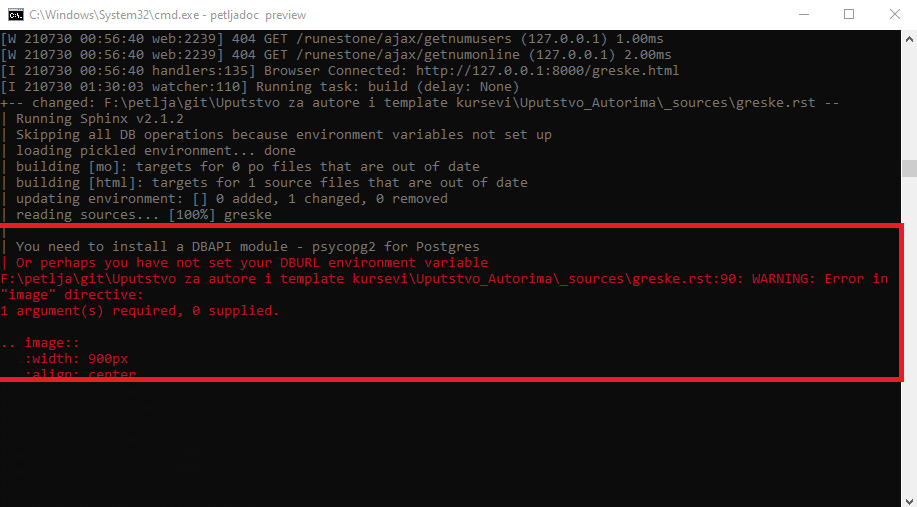 C:\Windows\System32\cmd.exe - petljadoc preview
[W 210730 00:56:40 web:2239] 404 GET /runestone/ajax/getnumusers (127.0.0.1) 1.00ms
[W 210730 00:56:40 web:2239] 404 GET /runestone/ajax/getnumonline (127.0.0.1) 2.00ms
[I 210730 00:56:40 handlers:135] Browser Connected: http://127.0.0.1:8000/greske.html
[I 210730 01:30:03 watcher:110] Running task: build (delay: None)
+-- changed: F:\petlja\git\Uputstvo za autore i template kursevi\Uputstvo_Autorima\_sources\greske.rst --
| Running Sphinx v2.1.2
| Skipping all DB operations because environment variables not set up
| loading pickled environment... done
| building [mo]: targets for 0 po files that are out of date
| building [html]: targets for 1 source files that are out of date
| updating environment: [] 0 added, 1 changed, 0 removed
| reading sources... [100%] greske
|
| You need to install a DBAPI module - psycopg2 for Postgres
| Or perhaps you have not set your DBURL environment variable
F:\petlja\git\Uputstvo za autore i template kursevi\Uputstvo_Autorima\_sources\greske.rst:90: WARNING: Error in
"image" directive:
1 argument(s) required, 0 supplied.
.. image::
:width: 900px
:align: center